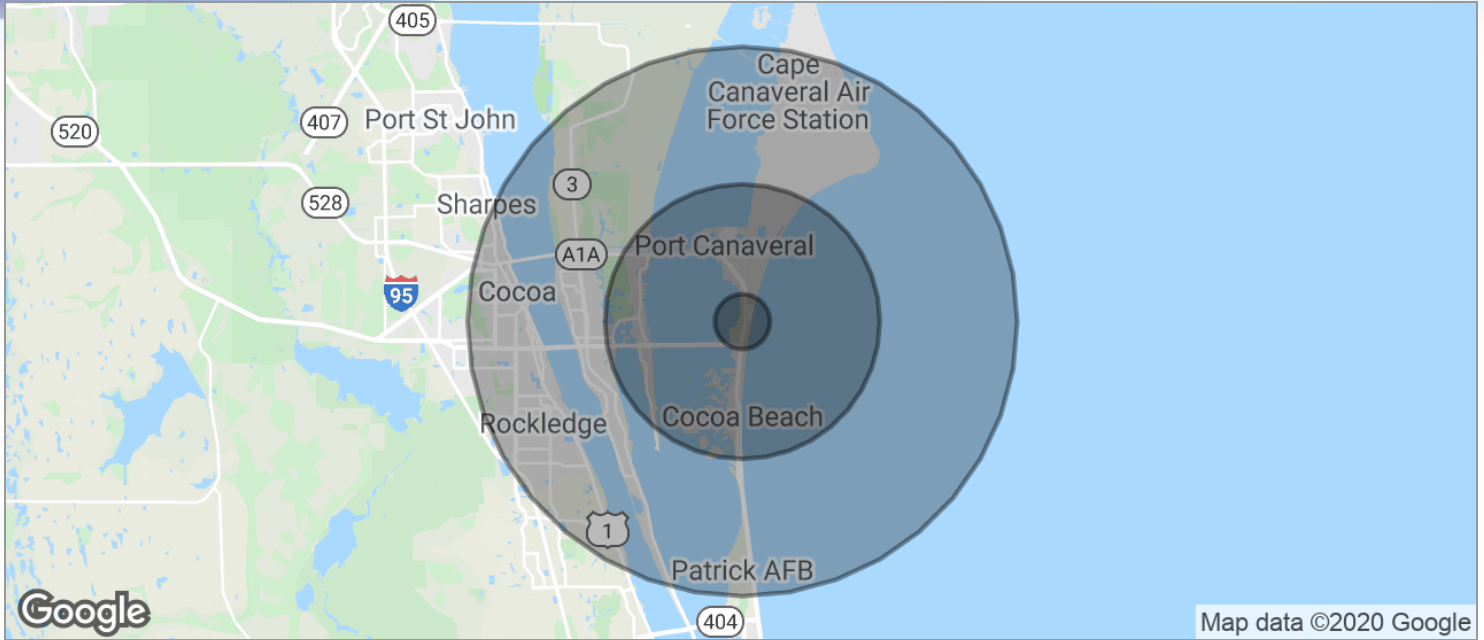 405
Cape
Canaveral Air
Force Station
407
Port St John
520
3
528
Sharpes
Port Canaveral
A1A
95
Cocoa
Cocoa Beach
Rockledge
1
Patrick AFB
Google
404
Map data ©2020 Google